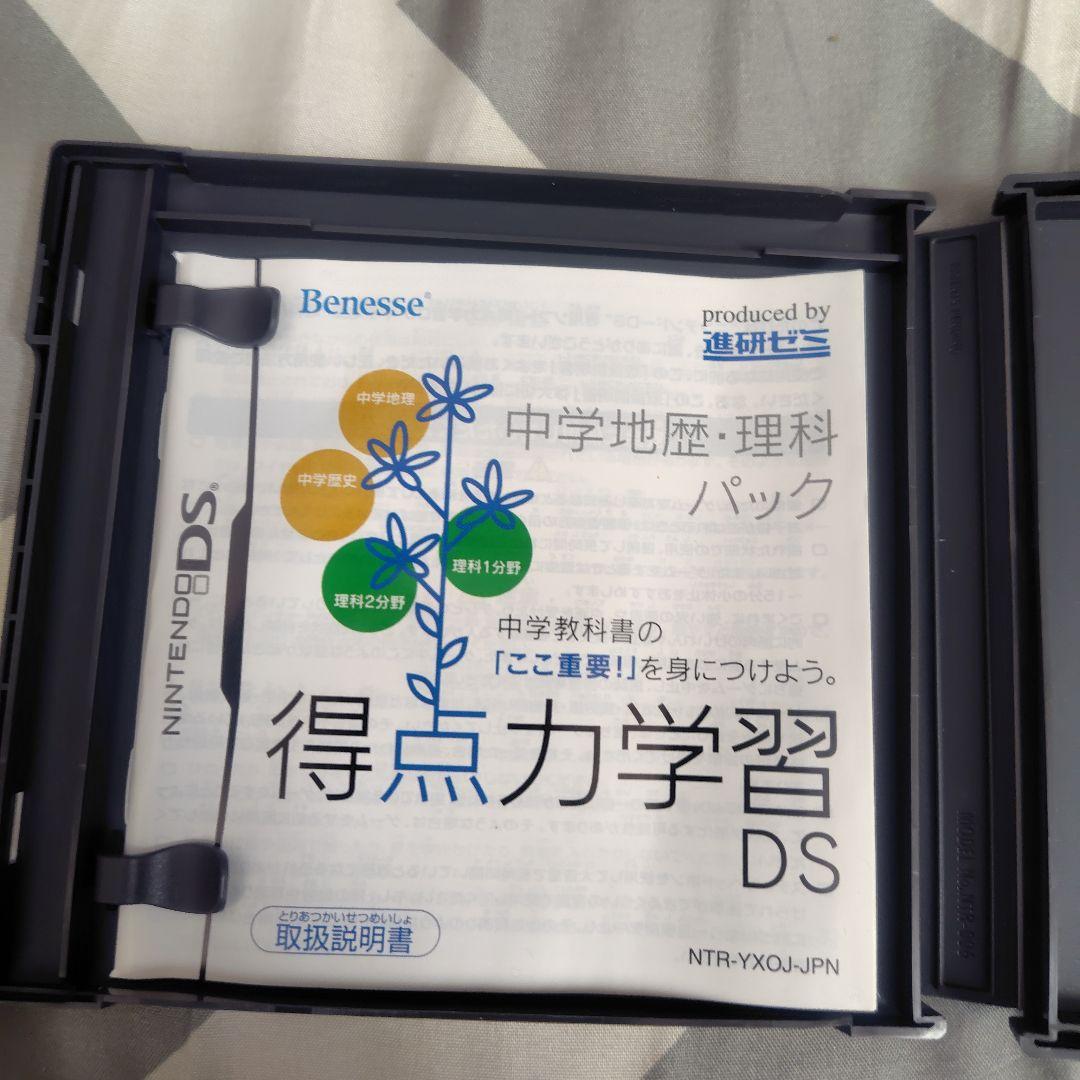 Benesse®
produced by
進研ゼミ
中学地歴・理科
パック
中学地理
中学歴史
理科1分野
理科2分野
中学教科書の
「ここ重要!」を身につけよう。
得点力学習
DS
とりあつかいせつめいしょ
取扱説明書
NTR-YXOJ-JPN
NINTENDO DS®
MODEL No. NTR-006